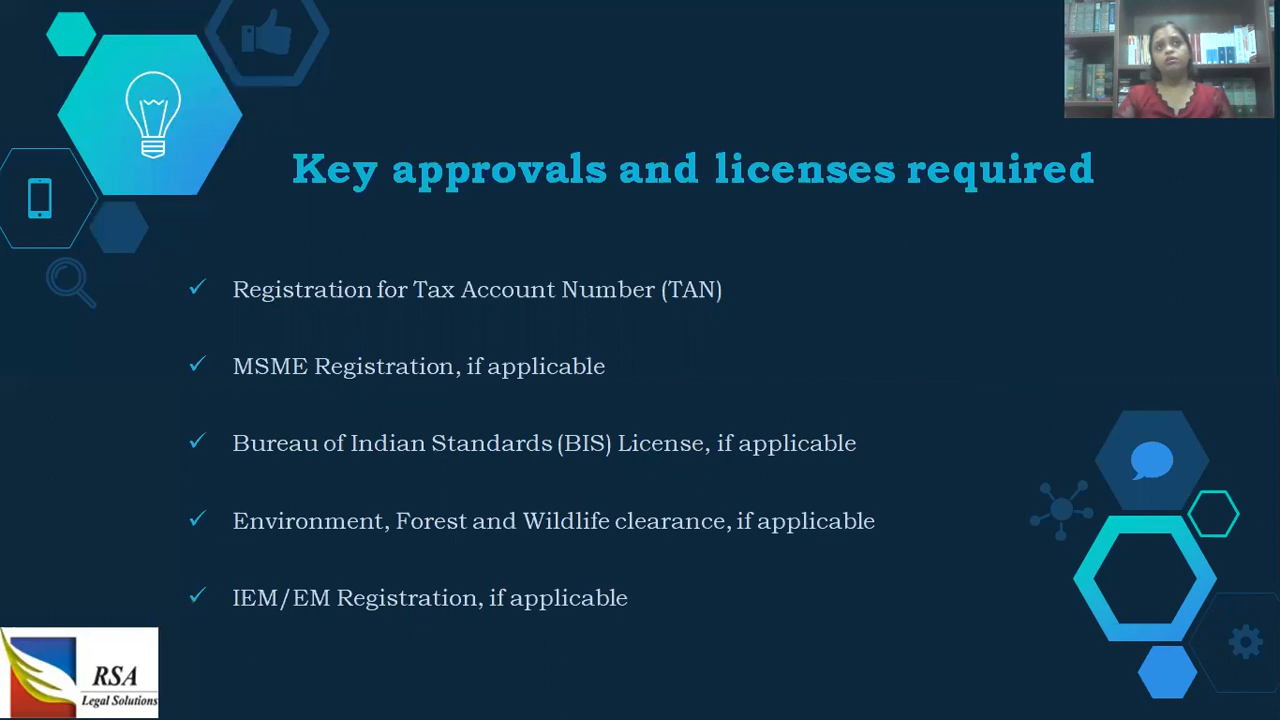 Key approvals and licenses required
Registration for Tax Account Number (TAN)
MSME Registration, if applicable
Bureau of Indian Standards (BIS) License, if applicable
Environment, Forest and Wildlife clearance, if applicable
IEM/EM Registration, if applicable
RSA
Legal Solutions